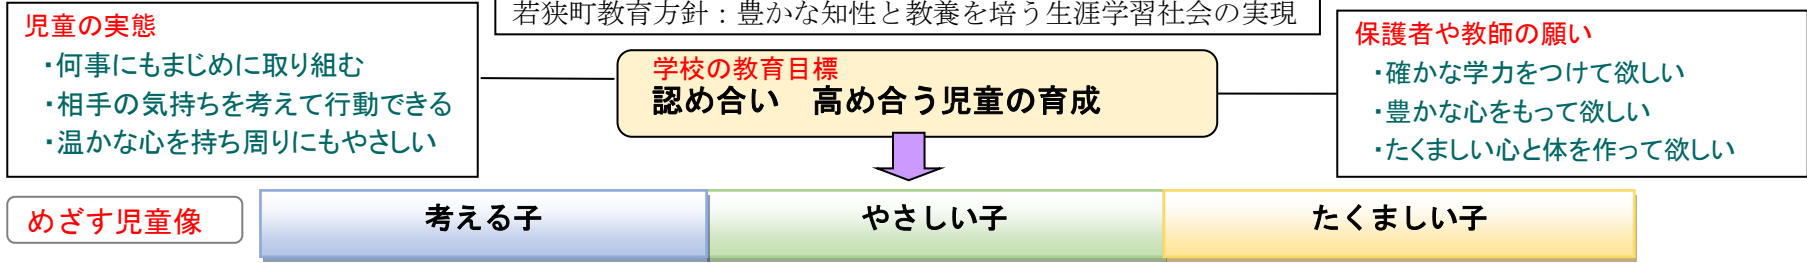 若狭町教育方針：豊かな知性と教養を培う生涯学習社会の実現
児童の実態
・何事にもまじめに取り組む
・相手の気持ちを考えて行動できる
・温かな心を持ち周りにもやさしい
学校の教育目標
認め合い　高め合う児童の育成
保護者や教師の願い
・確かな学力をつけて欲しい
・豊かな心をもって欲しい
・たくましい心と体を作って欲しい
めざす児童像
考える子
やさしい子
たくましい子